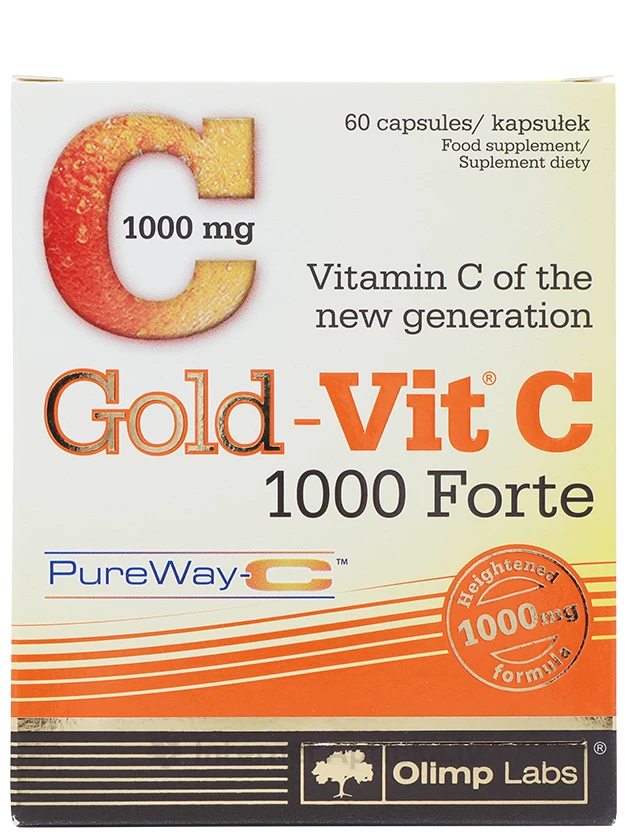 C
1000 mg
60 capsules/ kapsułek
Food supplement/
Suplement diety
Vitamin C of the
new generation
Gold-Vit® C
1000 Forte
PureWay-C™
Heightened
1000mg
formula
Olimp Labs®